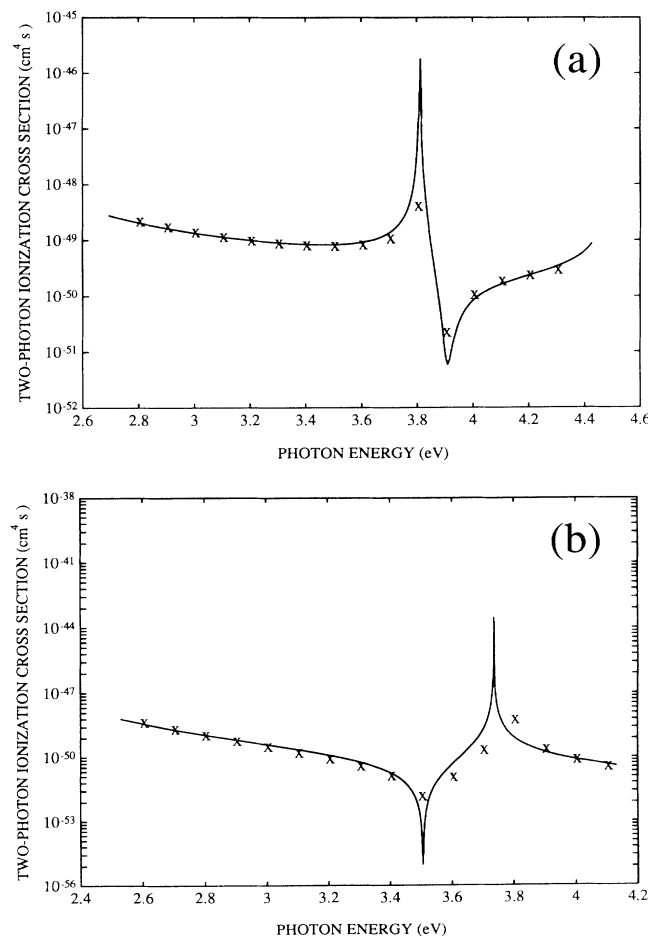 (a)
TWO-PHOTON IONIZATION CROSS SECTION (cm⁴ s)
10⁻⁴⁵
10⁻⁴⁶
10⁻⁴⁷
10⁻⁴⁸
10⁻⁴⁹
10⁻⁵⁰
10⁻⁵¹
10⁻⁵²
2.6 2.8 3 3.2 3.4 3.6 3.8 4 4.2 4.4 4.6
PHOTON ENERGY (eV)
(b)
TWO-PHOTON IONIZATION CROSS SECTION (cm⁴ s)
10⁻³⁸
10⁻⁴¹
10⁻⁴⁴
10⁻⁴⁷
10⁻⁵⁰
10⁻⁵³
10⁻⁵⁶
2.4 2.6 2.8 3 3.2 3.4 3.6 3.8 4 4.2
PHOTON ENERGY (eV)